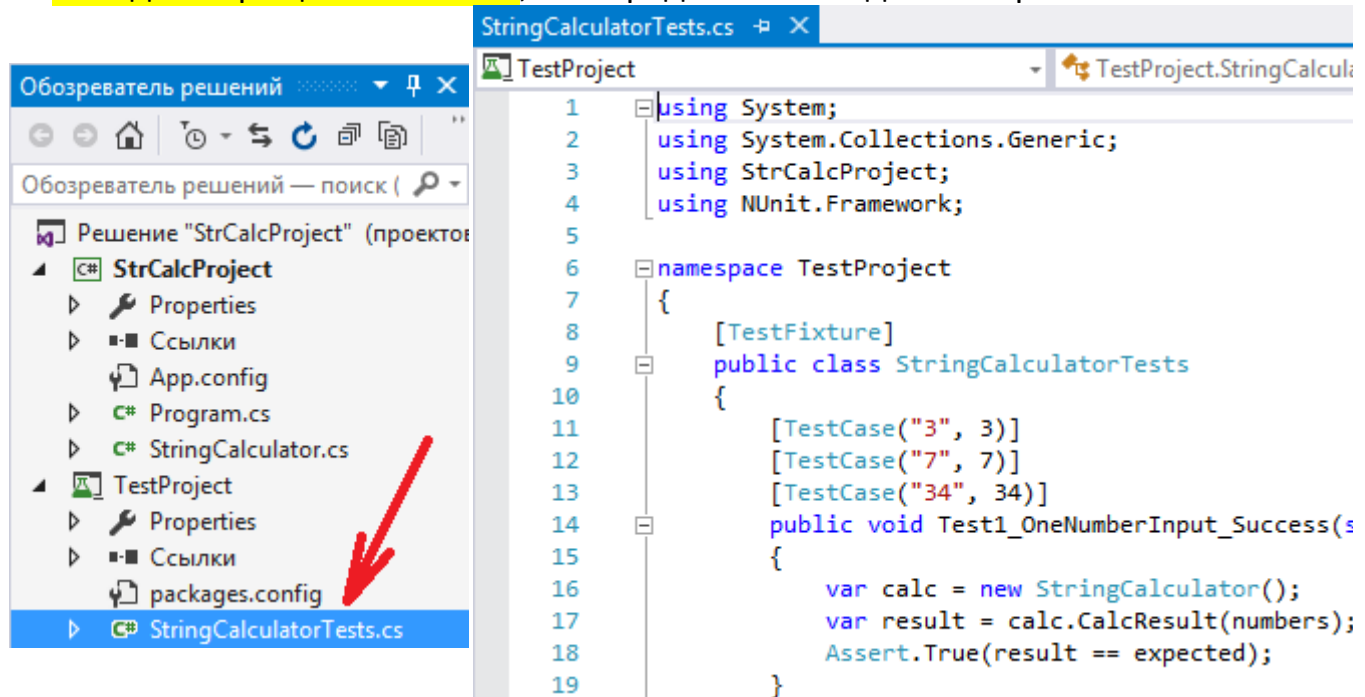 StringCalculatorTests.cs
TestProject
TestProject.StringCalcula
Обозреватель решений
Обозреватель решений — поиск (
Решение "StrCalcProject" (проектов
C# StrCalcProject
Properties
Ссылки
App.config
C# Program.cs
C# StringCalculator.cs
TestProject
Properties
Ссылки
packages.config
C# StringCalculatorTests.cs
1 using System;
2 using System.Collections.Generic;
3 using StrCalcProject;
4 using NUnit.Framework;
5
6 namespace TestProject
7 {
8 [TestFixture]
9 public class StringCalculatorTests
10 {
11 [TestCase("3", 3)]
12 [TestCase("7", 7)]
13 [TestCase("34", 34)]
14 public void Test1_OneNumberInput_Success(s
15 {
16 var calc = new StringCalculator();
17 var result = calc.CalcResult(numbers);
18 Assert.True(result == expected);
19 }